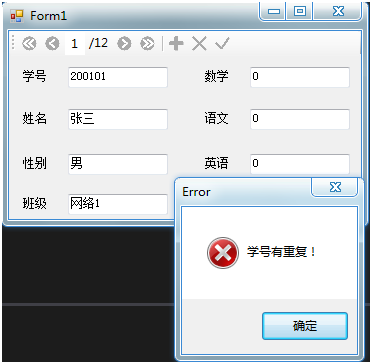 Form1
1 /12
学号 200101 数学 0
姓名 张三 语文 0
性别 男 英语 0
班级 网络1
Error
学号有重复！
确定